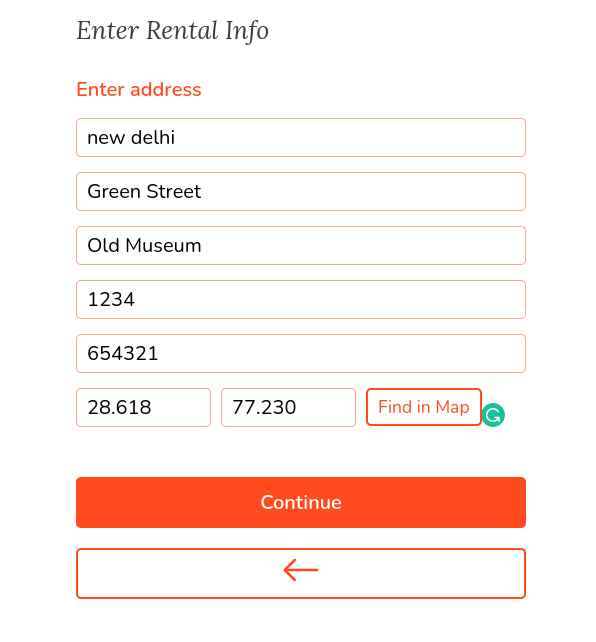 Enter Rental Info
Enter address
new delhi
Green Street
Old Museum
1234
654321
28.618 77.230 Find in Map
Continue